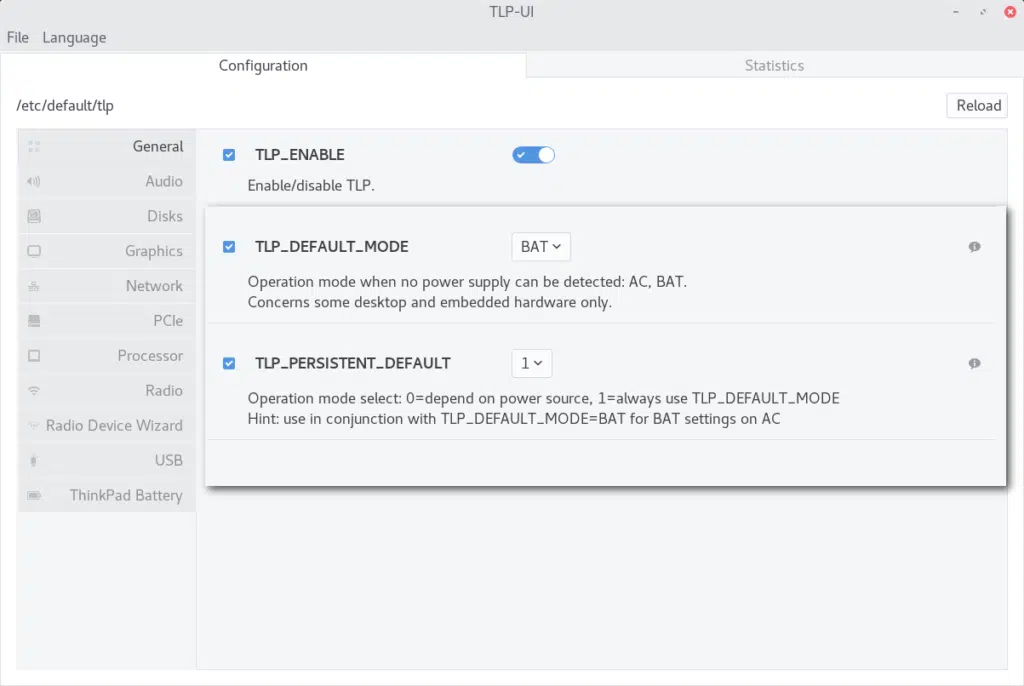 TLP-UI
File Language
Configuration Statistics
/etc/default/tlp Reload
General
Audio
Disks
Graphics
Network
PCIe
Processor
Radio
Radio Device Wizard
USB
ThinkPad Battery
TLP_ENABLE
Enable/disable TLP.
TLP_DEFAULT_MODE BAT
Operation mode when no power supply can be detected: AC, BAT.
Concerns some desktop and embedded hardware only.
TLP_PERSISTENT_DEFAULT 1
Operation mode select: 0=depend on power source, 1=always use TLP_DEFAULT_MODE
Hint: use in conjunction with TLP_DEFAULT_MODE=BAT for BAT settings on AC